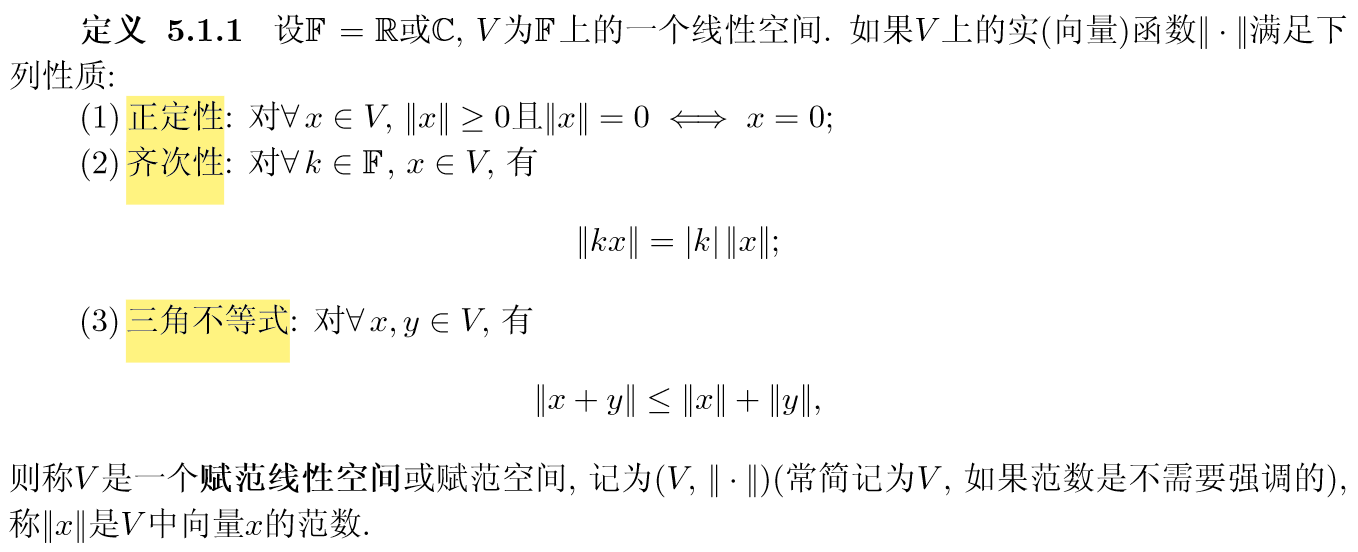 定义 5.1.1 设𝔽 = ℝ或ℂ, V为𝔽上的一个线性空间. 如果V上的实(向量)函数‖ · ‖满足下
列性质:
(1) 正定性: 对∀ x ∈ V, ‖x‖ ≥ 0且‖x‖ = 0 ⟺ x = 0;
(2) 齐次性: 对∀ k ∈ 𝔽, x ∈ V, 有
‖kx‖ = |k| ‖x‖;
(3) 三角不等式: 对∀ x, y ∈ V, 有
‖x + y‖ ≤ ‖x‖ + ‖y‖,
则称V是一个赋范线性空间或赋范空间, 记为(V, ‖ · ‖)(常简记为V, 如果范数是不需要强调的),
称‖x‖是V中向量x的范数.